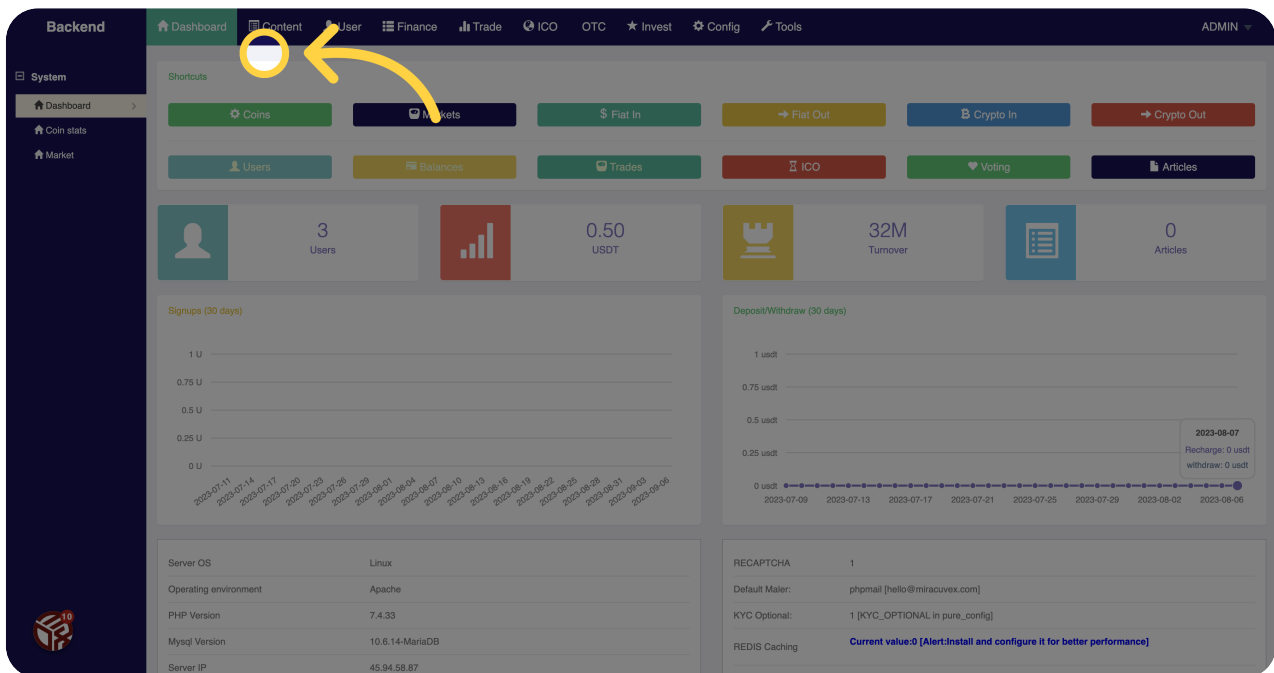 Backend
Dashboard Content User Finance Trade ICO OTC Invest Config Tools ADMIN
System
Dashboard
Coin stats
Market
Shortcuts
Coins Markets Fiat In Fiat Out Crypto In Crypto Out
Users Balances Trades ICO Voting Articles
3
Users
0.50
USDT
32M
Turnover
0
Articles
Signups (30 days)
1 U
0.75 U
0.5 U
0.25 U
0 U
2023-07-11 2023-07-14 2023-07-17 2023-07-20 2023-07-23 2023-07-26 2023-07-29 2023-08-01 2023-08-04 2023-08-07 2023-08-10 2023-08-13 2023-08-16 2023-08-19 2023-08-22 2023-08-25 2023-08-28 2023-08-31 2023-09-03 2023-09-06
Deposit/Withdraw (30 days)
1 usdt
0.75 usdt
0.5 usdt
0.25 usdt
0 usdt
2023-08-07
Recharge: 0 usdt
withdraw: 0 usdt
2023-07-09 2023-07-13 2023-07-17 2023-07-21 2023-07-25 2023-07-29 2023-08-02 2023-08-06
Server OS Linux
Operating environment Apache
PHP Version 7.4.33
Mysql Version 10.6.14-MariaDB
Server IP 45.94.58.87
RECAPTCHA 1
Default Maler: phpmail [hello@miracuvex.com]
KYC Optional: 1 [KYC_OPTIONAL in pure_config]
REDIS Caching Current value:0 [Alert:Install and configure it for better performance]
10